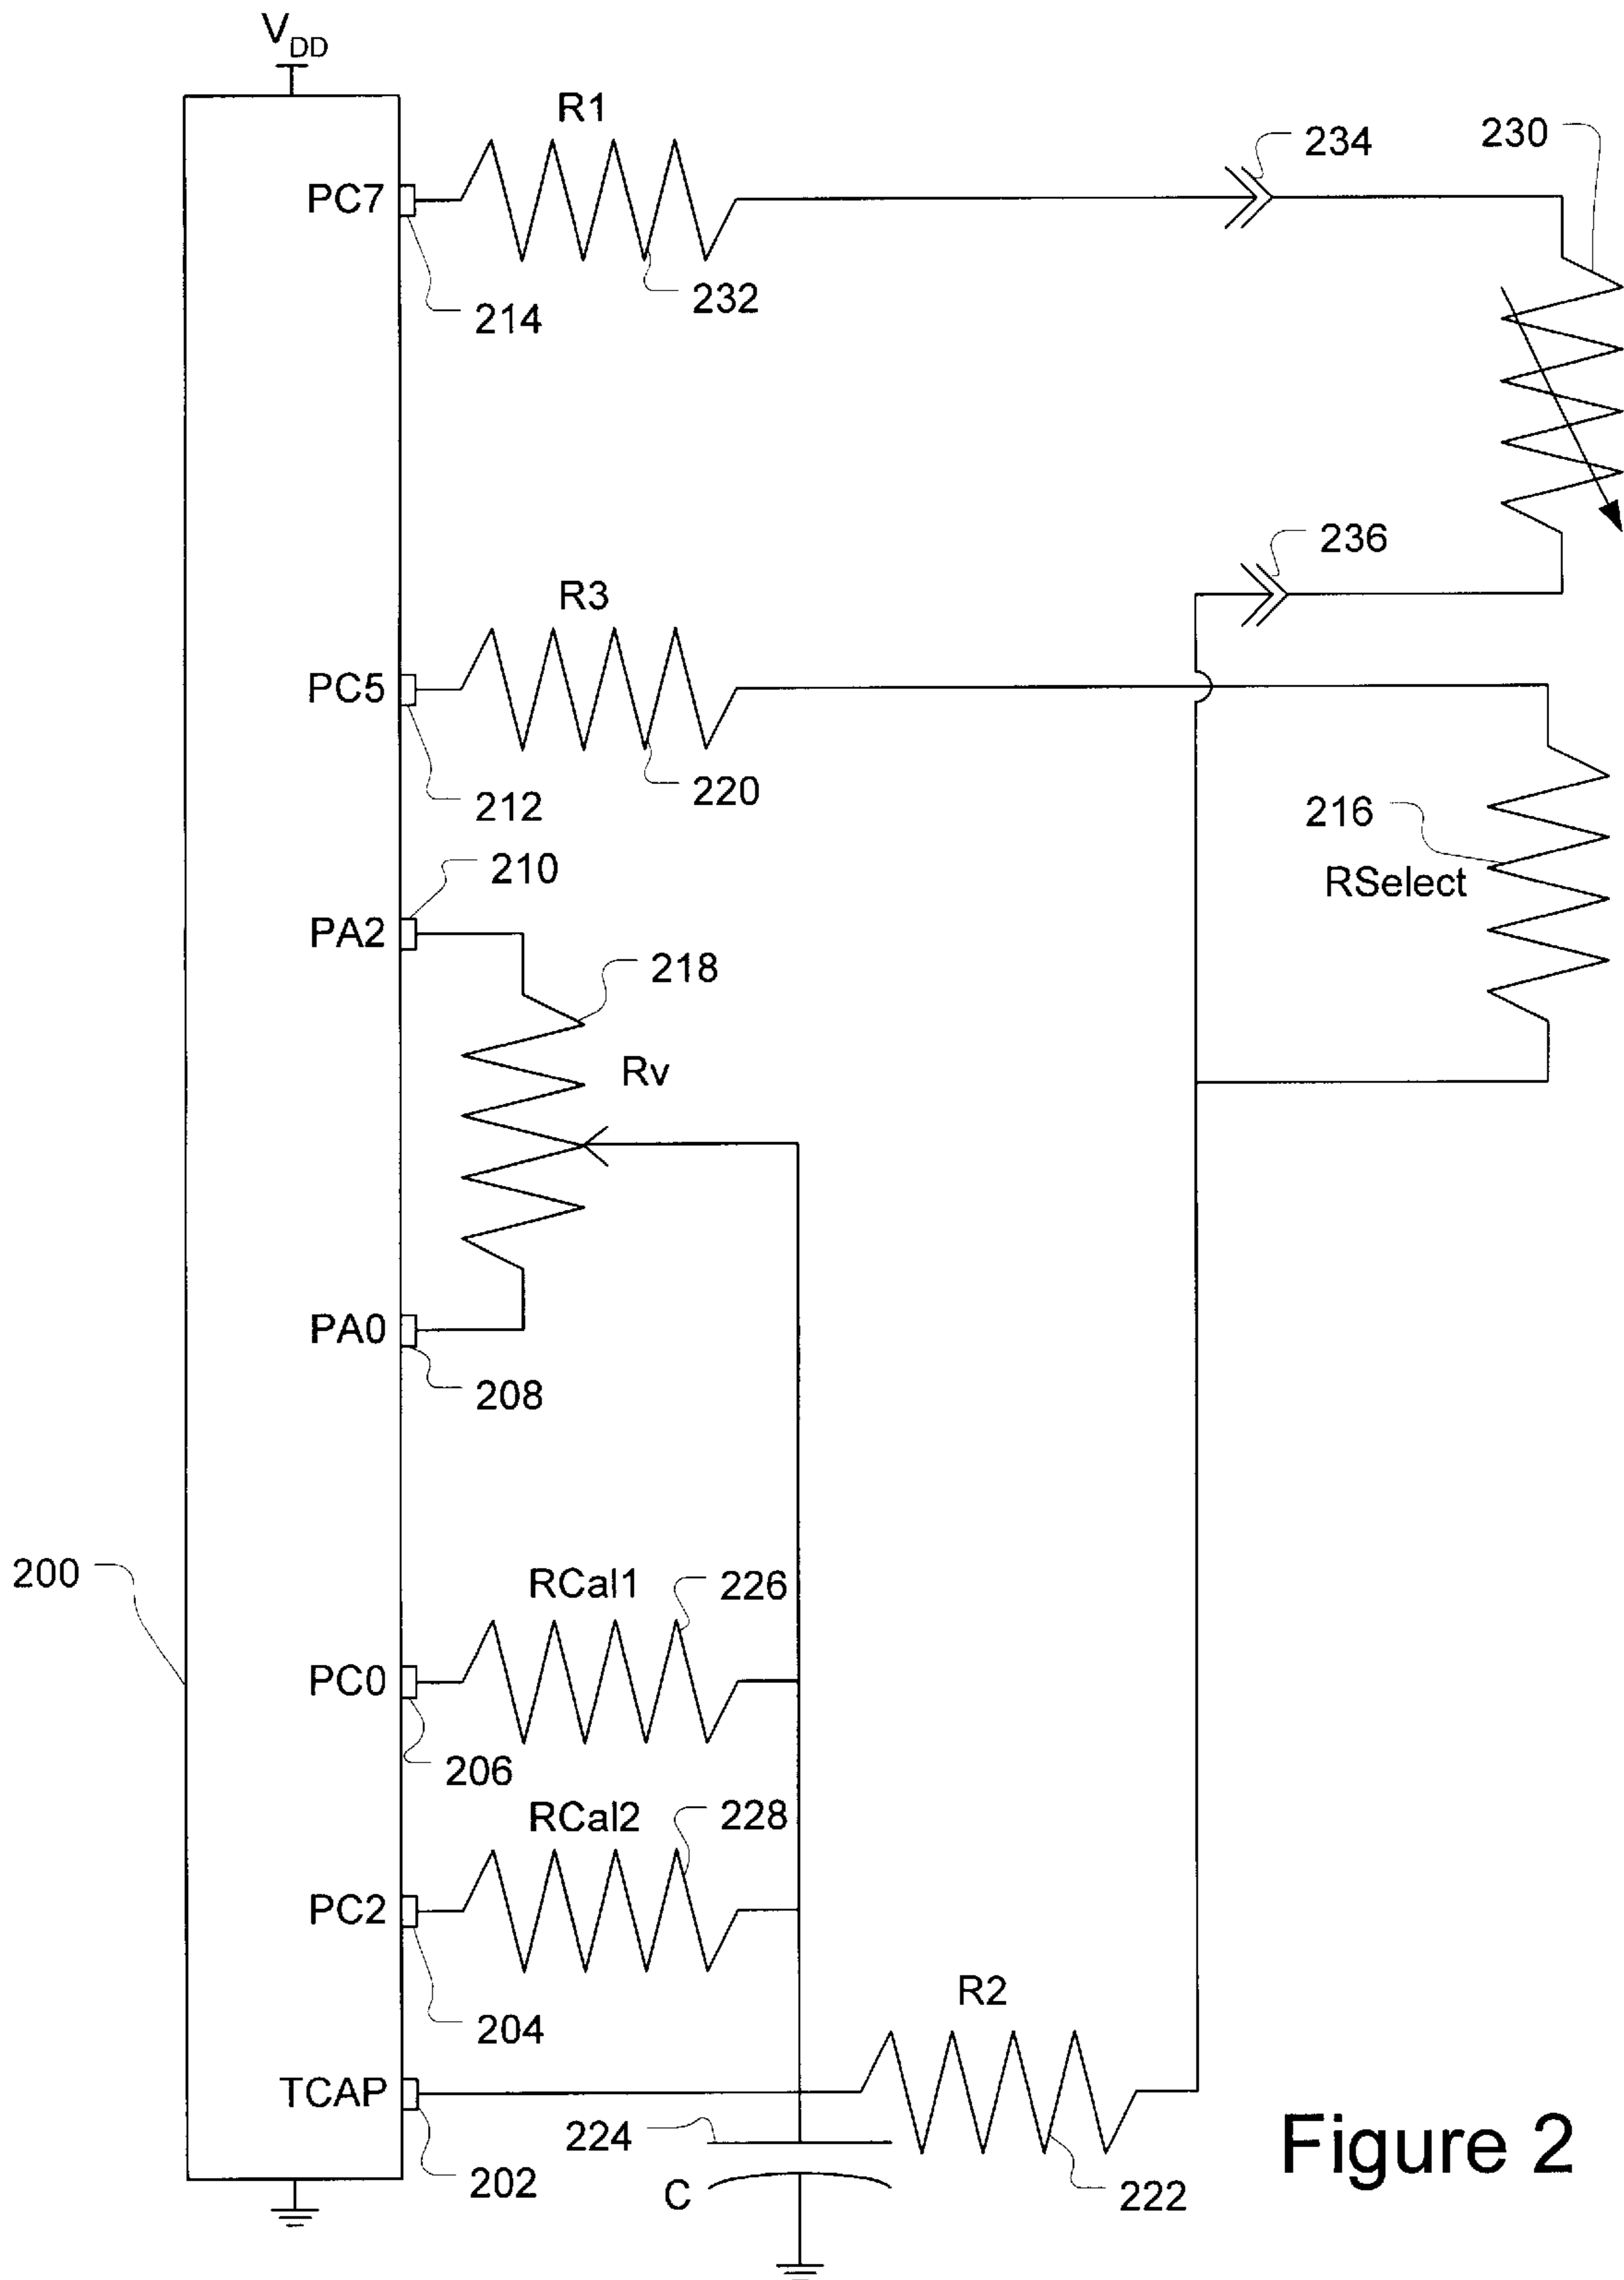 VDD
R1
234
230
PC7
232
214
236
R3
PC5
220
212
216
RSelect
210
PA2
218
Rv
PA0
208
200
RCal1
226
PC0
206
RCal2
228
PC2
204
R2
TCAP
224
202
C
222
Figure 2